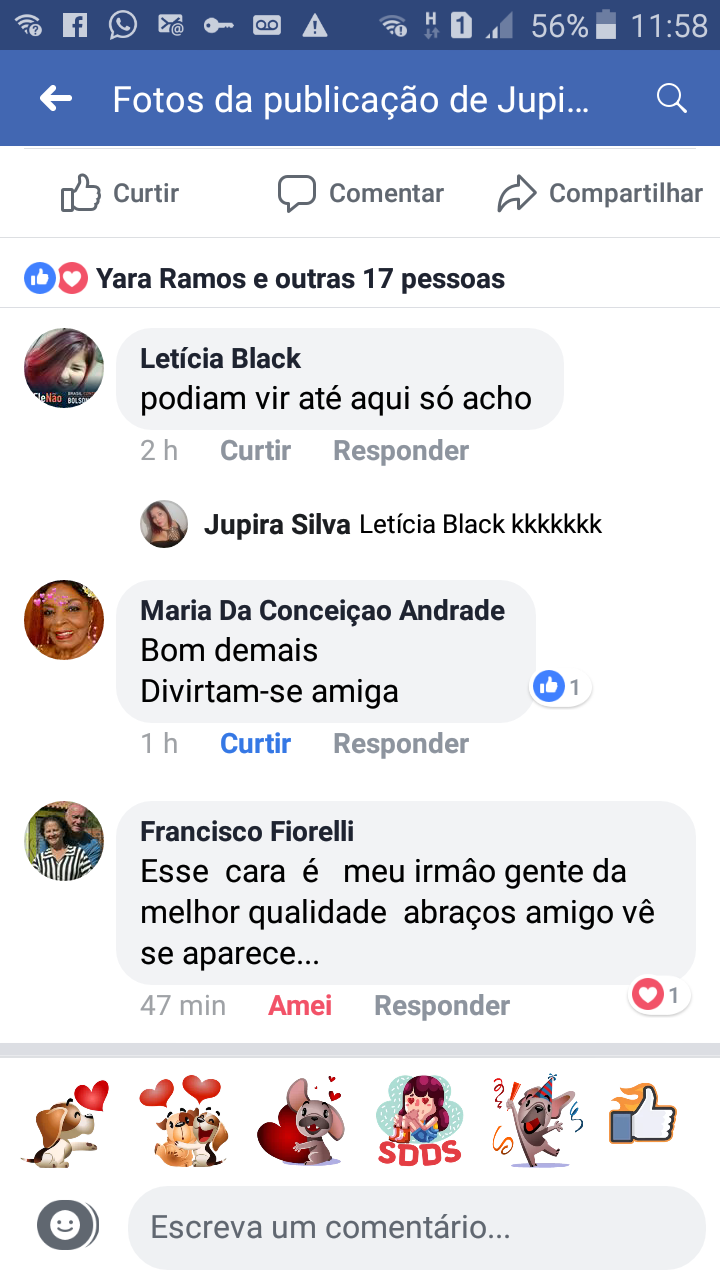 H 1 56% 11:58
Fotos da publicação de Jupi...
Curtir Comentar Compartilhar
Yara Ramos e outras 17 pessoas
Letícia Black
podiam vir até aqui só acho
EleNão
2 h Curtir Responder
Jupira Silva Letícia Black kkkkkkk
Maria Da Conceiçao Andrade
Bom demais
Divirtam-se amiga
1
1 h Curtir Responder
Francisco Fiorelli
Esse cara é meu irmâo gente da
melhor qualidade abraços amigo vê
se aparece...
1
47 min Amei Responder
SDDS
Escreva um comentário...